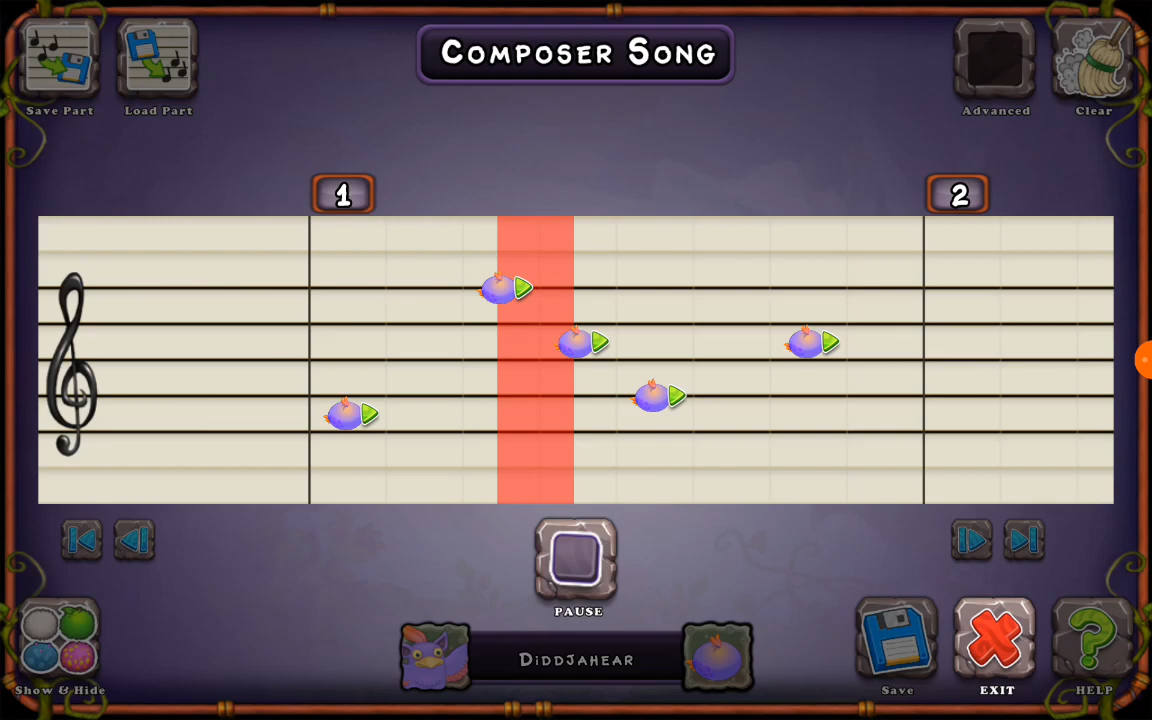 Composer Song
Save Part
Load Part
Advanced
Clear
1
2
PAUSE
Diddjahear
Show & Hide
Save
EXIT
HELP